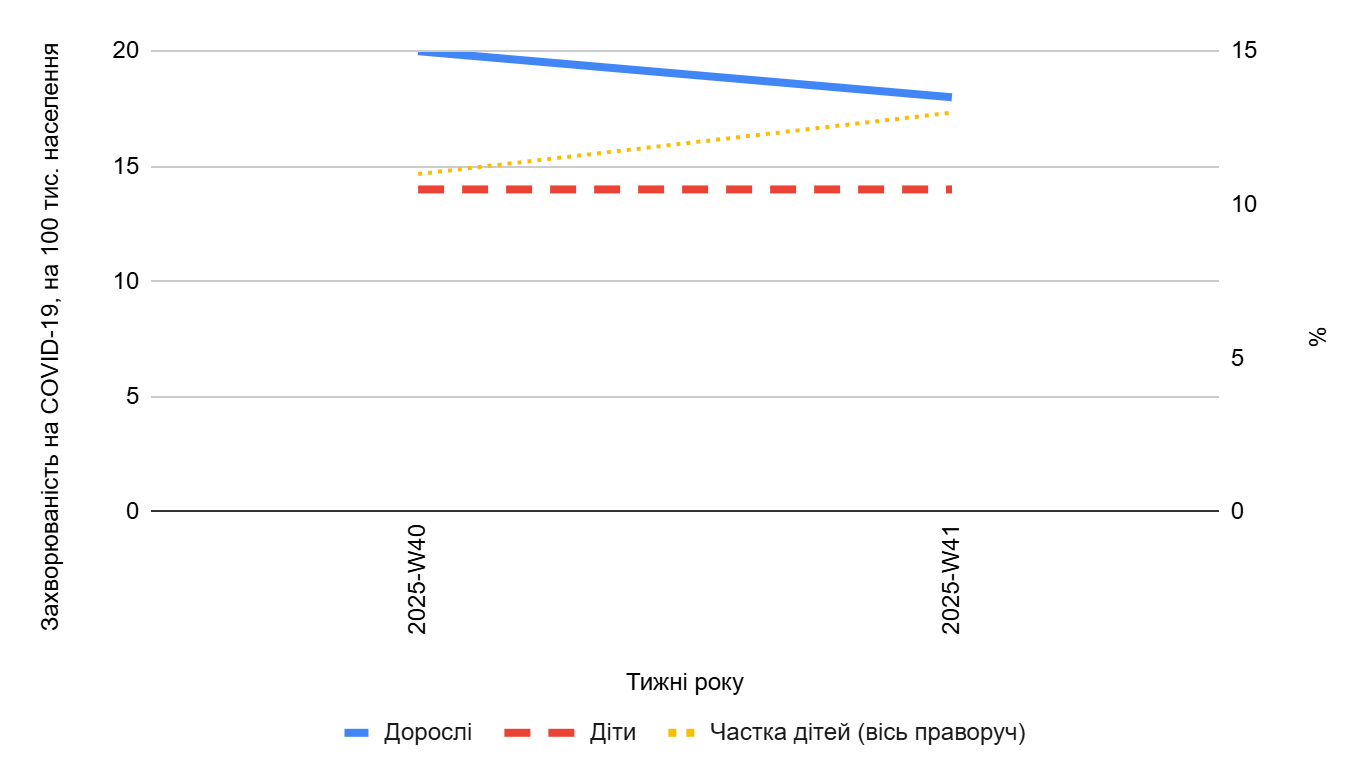 Захворюваність на COVID-19, на 100 тис. населення
20
15
10
5
0
15
10
5
0
%
2025-W40
2025-W41
Тижні року
Дорослі
Діти
Частка дітей (вісь праворуч)